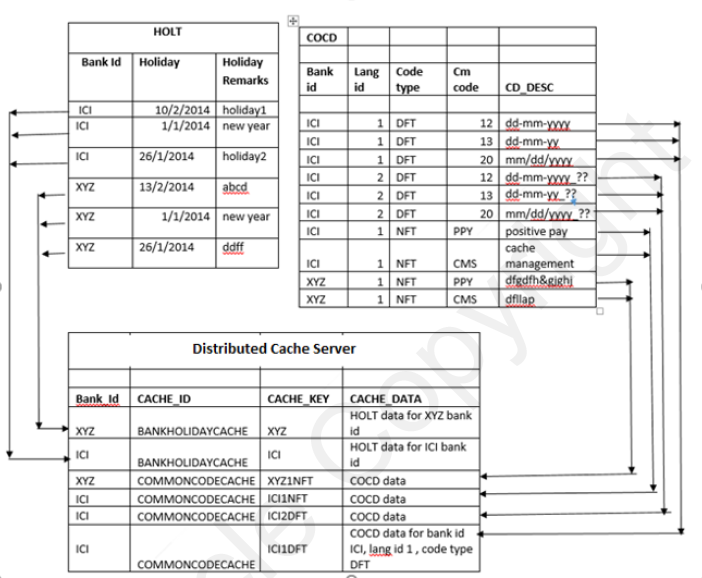 HOLT
Bank Id Holiday Holiday
Remarks
ICI 10/2/2014 holiday1
ICI 1/1/2014 new year
ICI 26/1/2014 holiday2
XYZ 13/2/2014 abcd
XYZ 1/1/2014 new year
XYZ 26/1/2014 ddff
COCD
Bank Lang Code Cm
id id type code CD_DESC
ICI 1 DFT 12 dd-mm-yyyy
ICI 1 DFT 13 dd-mm-yy
ICI 1 DFT 20 mm/dd/yyyy
ICI 2 DFT 12 dd-mm-yyyy_??
ICI 2 DFT 13 dd-mm-yy_??
ICI 2 DFT 20 mm/dd/yyyy_??
ICI 1 NFT PPY positive pay
cache
ICI 1 NFT CMS management
XYZ 1 NFT PPY dfgdfh&gighj
XYZ 1 NFT CMS dfllap
Distributed Cache Server
Bank_Id CACHE_ID CACHE_KEY CACHE_DATA
HOLT data for XYZ bank
XYZ BANKHOLIDAYCACHE XYZ id
ICI HOLT data for ICI bank
BANKHOLIDAYCACHE ICI id
XYZ COMMONCODECACHE XYZ1NFT COCD data
ICI COMMONCODECACHE ICI1NFT COCD data
ICI COMMONCODECACHE ICI2DFT COCD data
COCD data for bank id
ICI ICI1DFT ICI, lang id 1 , code type
COMMONCODECACHE DFT
Copyright